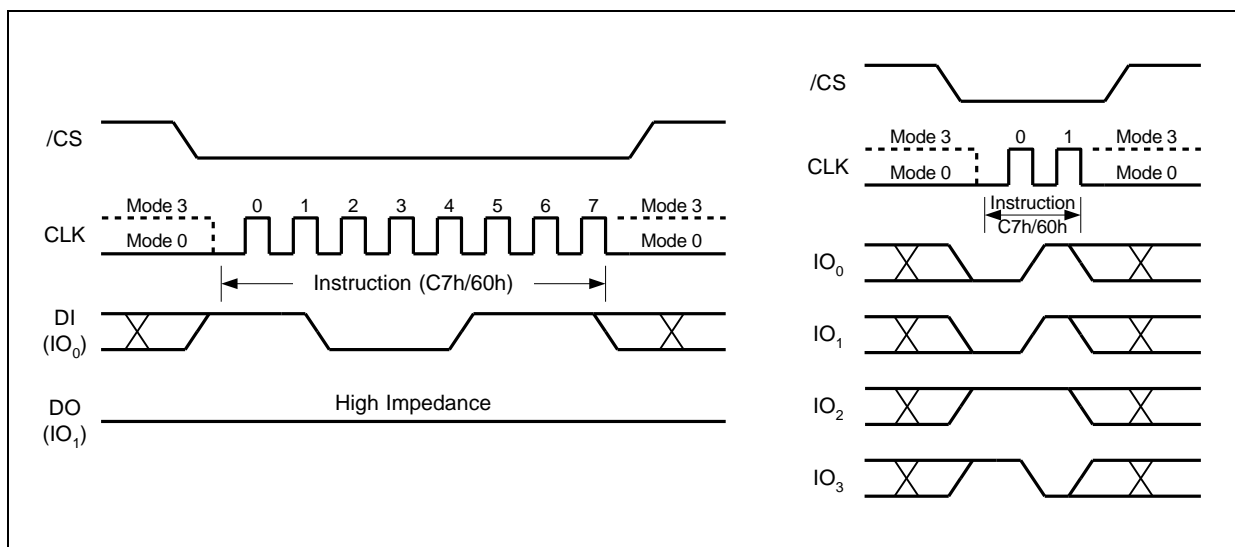 /CS
Mode 3
0 1 2 3 4 5 6 7
Mode 3
CLK
Mode 0
Mode 0
Instruction (C7h/60h)
DI
(IO0)
High Impedance
DO
(IO1)
/CS
Mode 3
0 1
Mode 3
CLK
Mode 0
Mode 0
Instruction
C7h/60h
IO0
IO1
IO2
IO3